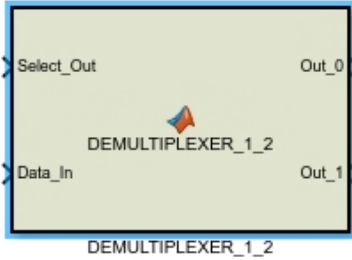 Select_Out
Out_0
DEMULTIPLEXER_1_2
Data_In
Out_1
DEMULTIPLEXER_1_2